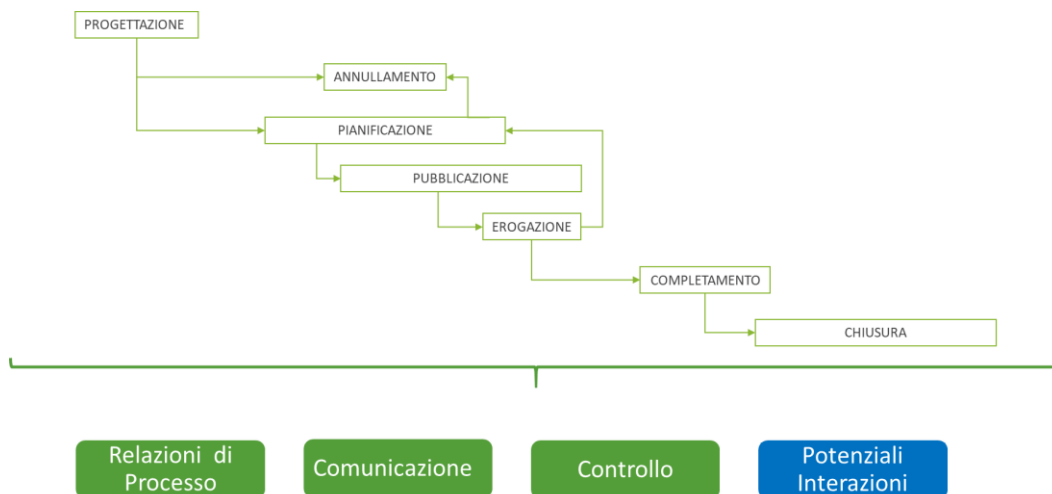 PROGETTAZIONE
ANNULLAMENTO
PIANIFICAZIONE
PUBBLICAZIONE
EROGAZIONE
COMPLETAMENTO
CHIUSURA
Relazioni di
Processo
Comunicazione
Controllo
Potenziali
Interazioni